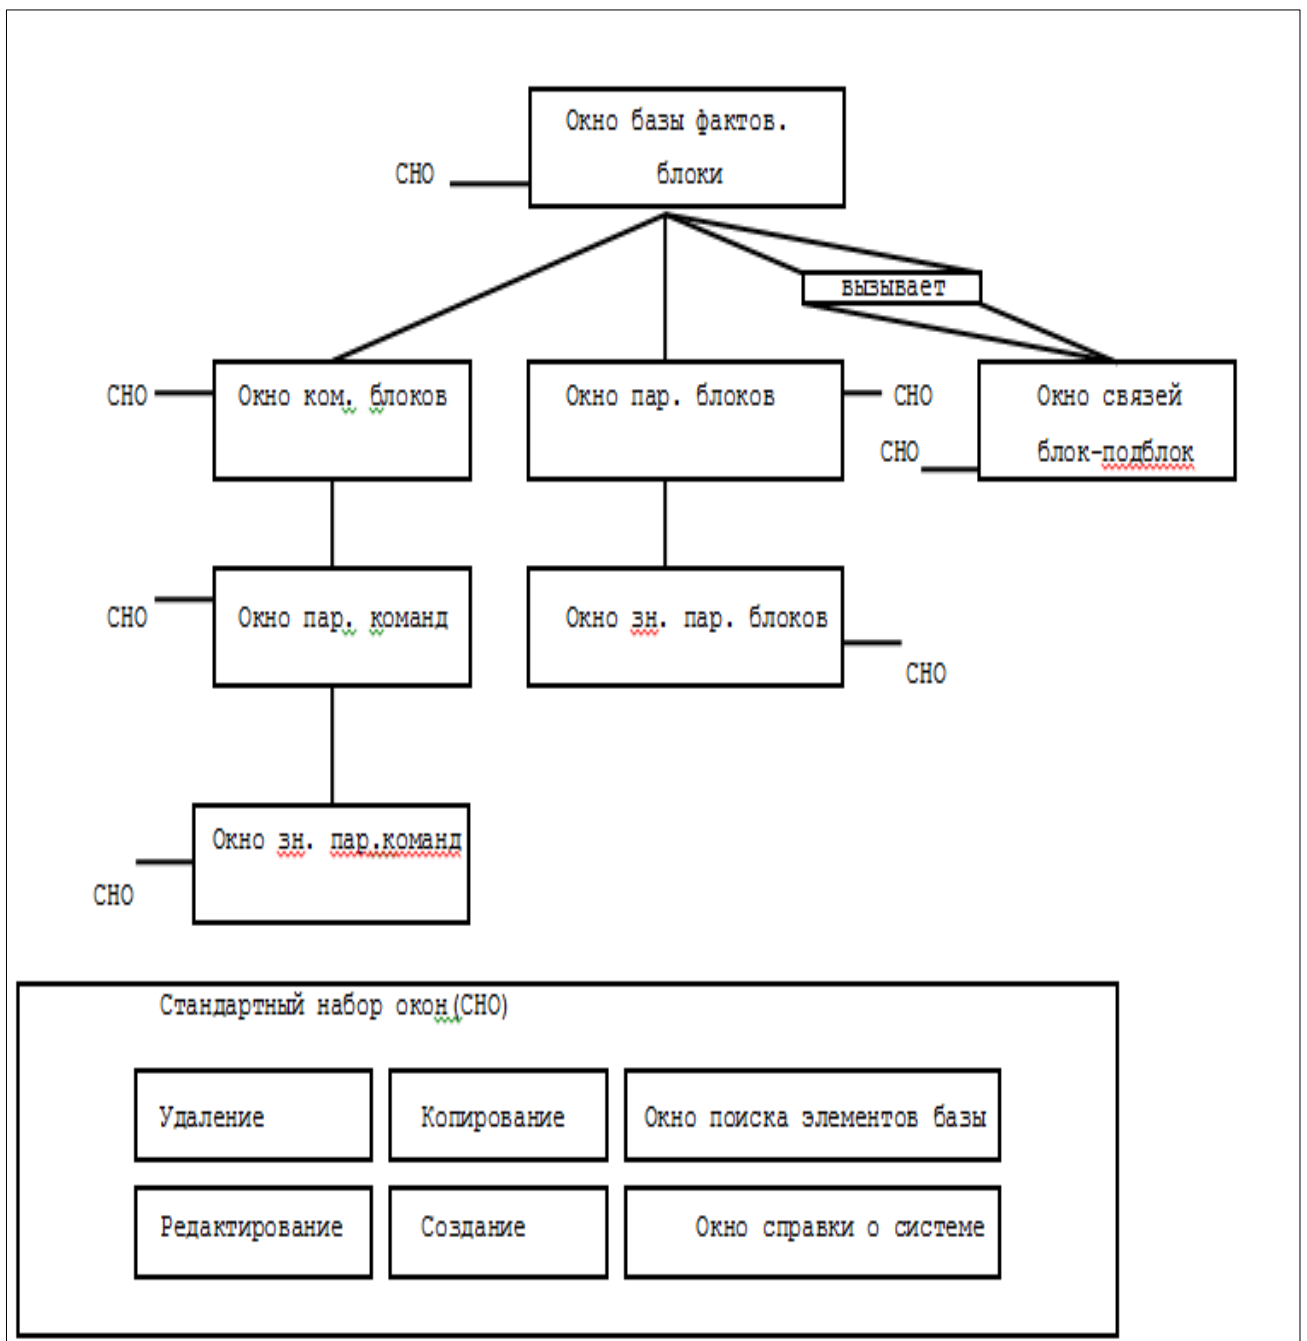 Окно базы фактов.
блоки
СНО
вызывает
СНО
Окно ком. блоков
Окно пар. блоков
СНО
Окно связей
блок-подблок
СНО
СНО
Окно пар. команд
Окно зн. пар. блоков
СНО
Окно зн. пар.команд
СНО
Стандартный набор окон(СНО)
Удаление
Копирование
Окно поиска элементов базы
Редактирование
Создание
Окно справки о системе